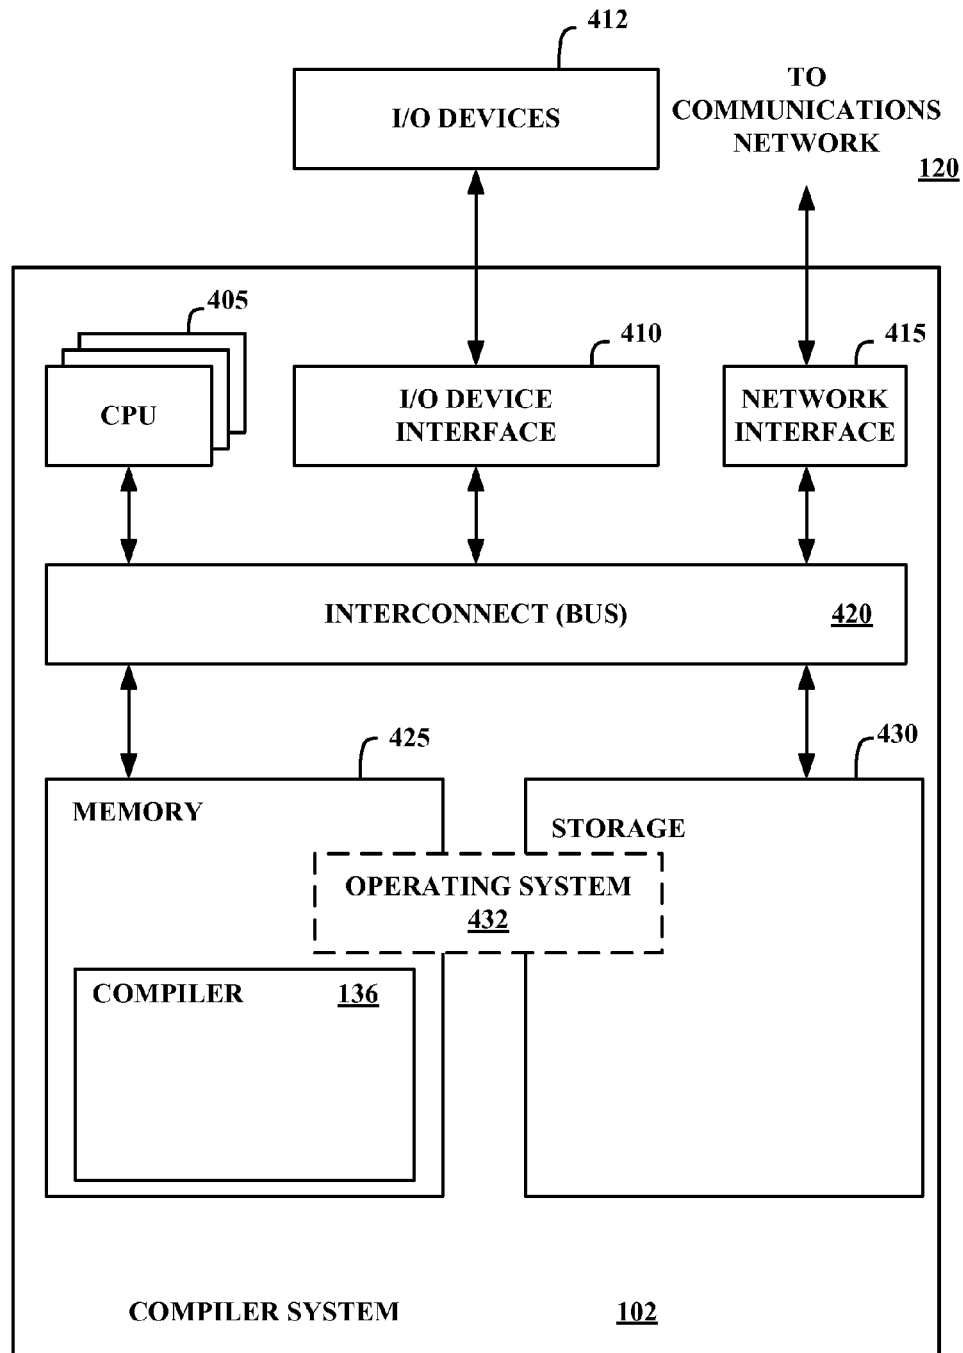 412
I/O DEVICES
TO
COMMUNICATIONS
NETWORK
120
405
CPU
410
I/O DEVICE
INTERFACE
415
NETWORK
INTERFACE
INTERCONNECT (BUS)
420
425
MEMORY
430
STORAGE
OPERATING SYSTEM
432
COMPILER
136
COMPILER SYSTEM
102